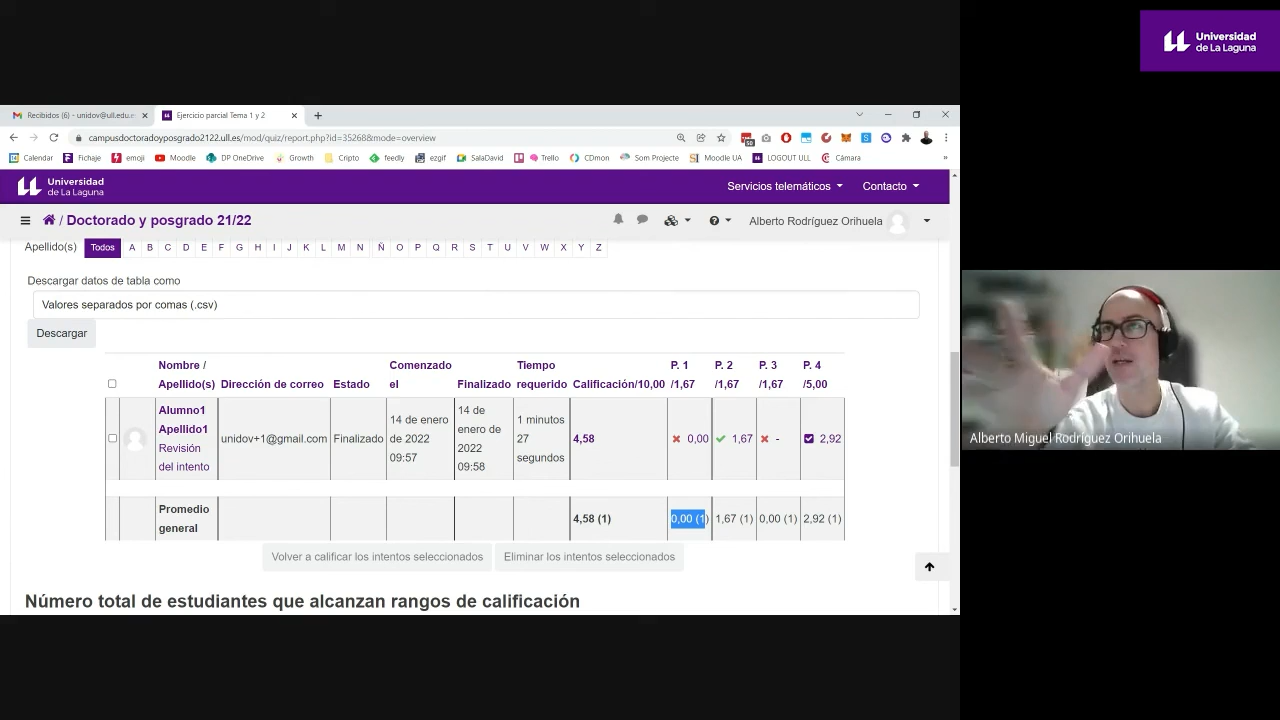 Universidad
de La Laguna
Recibidos (6) - unidov@ull.edu.e
Ejercicio parcial Tema 1 y 2
campusdoctoradoyposgrado2122.ull.es/mod/quiz/report.php?id=35268&mode=overview
Calendar
Fichaje
emoji
Moodle
DP OneDrive
Growth
Cripto
feedly
ezgif
SalaDavid
Trello
CDmon
Som Projecte
Moodle UA
LOGOUT ULL
Cámara
»
50
Universidad
de La Laguna
Servicios telemáticos
Contacto
/ Doctorado y posgrado 21/22
Alberto Rodríguez Orihuela
Apellido(s) Todos A B C D E F G H I J K L M N Ñ O P Q R S T U V W X Y Z
Descargar datos de tabla como
Valores separados por comas (.csv)
Descargar
Nombre / Apellido(s)
Dirección de correo
Estado
Comenzado el
Finalizado
Tiempo requerido
Calificación/10,00
P. 1 /1,67
P. 2 /1,67
P. 3 /1,67
P. 4 /5,00
Alumno1
Apellido1
Revisión
del intento
unidov+1@gmail.com
Finalizado
14 de enero
de 2022
09:57
14 de
enero de
2022
09:58
1 minutos
27
segundos
4,58
0,00
1,67
-
2,92
Promedio
general
4,58 (1)
0,00 (1)
1,67 (1)
0,00 (1)
2,92 (1)
Volver a calificar los intentos seleccionados
Eliminar los intentos seleccionados
Número total de estudiantes que alcanzan rangos de calificación
Alberto Miguel Rodríguez Orihuela